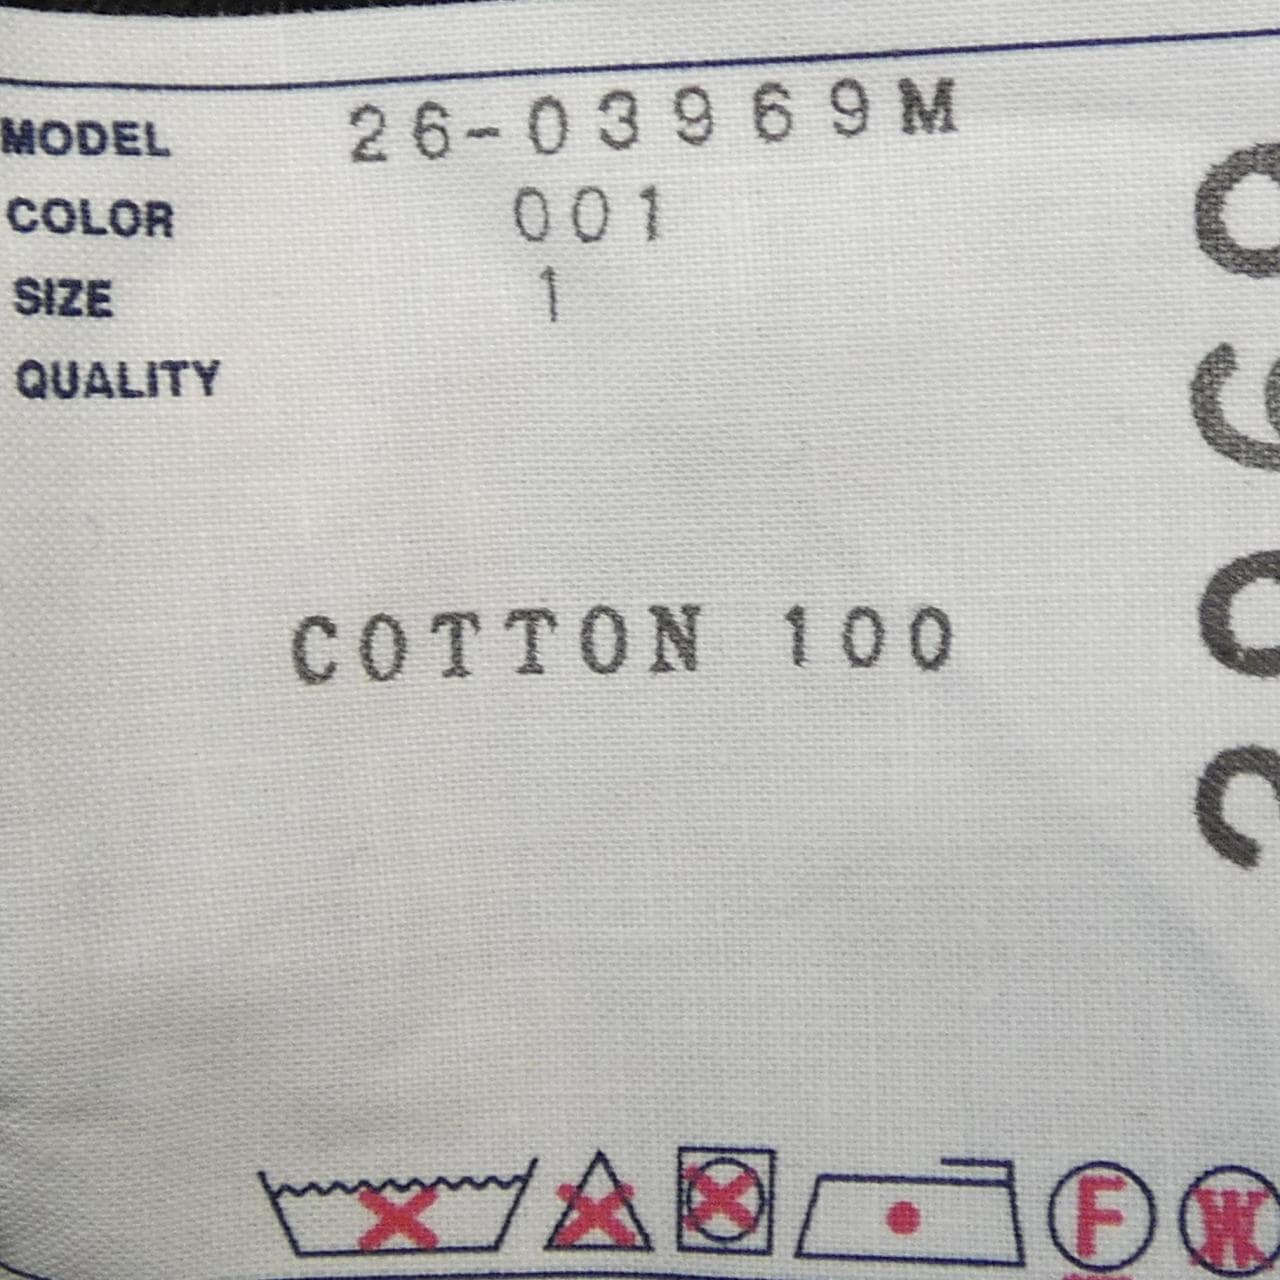 MODEL 26-03969M
COLOR 001
SIZE 1
QUALITY
COTTON 100
F
W